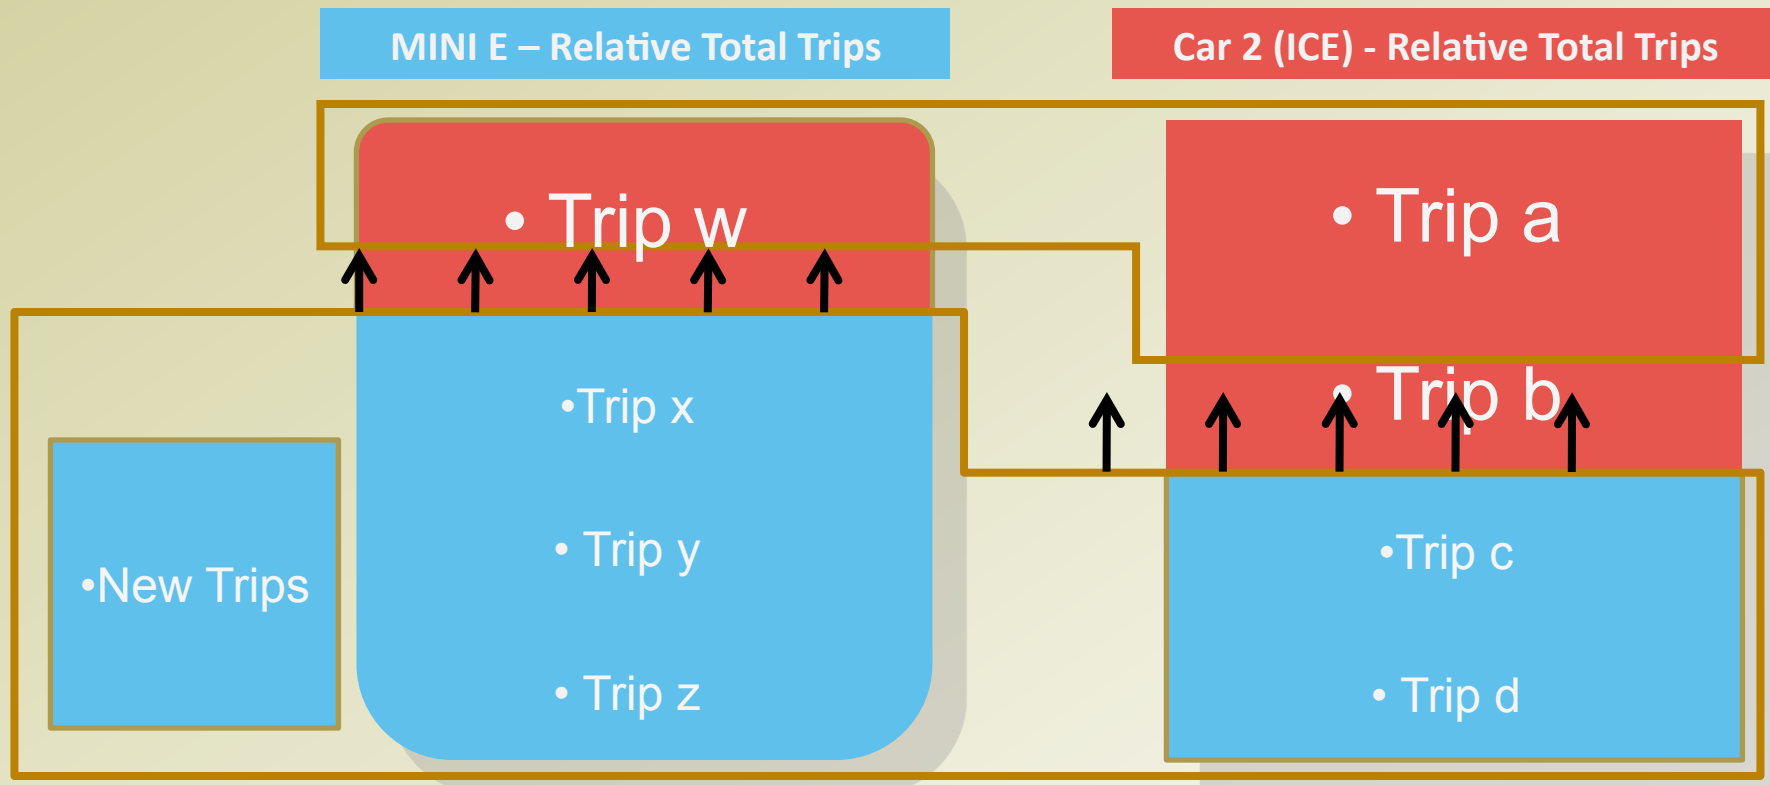 MINI E – Relative Total Trips
Car 2 (ICE) - Relative Total Trips
• Trip w
•Trip x
• Trip y
• Trip z
•New Trips
• Trip a
• Trip b
•Trip c
• Trip d